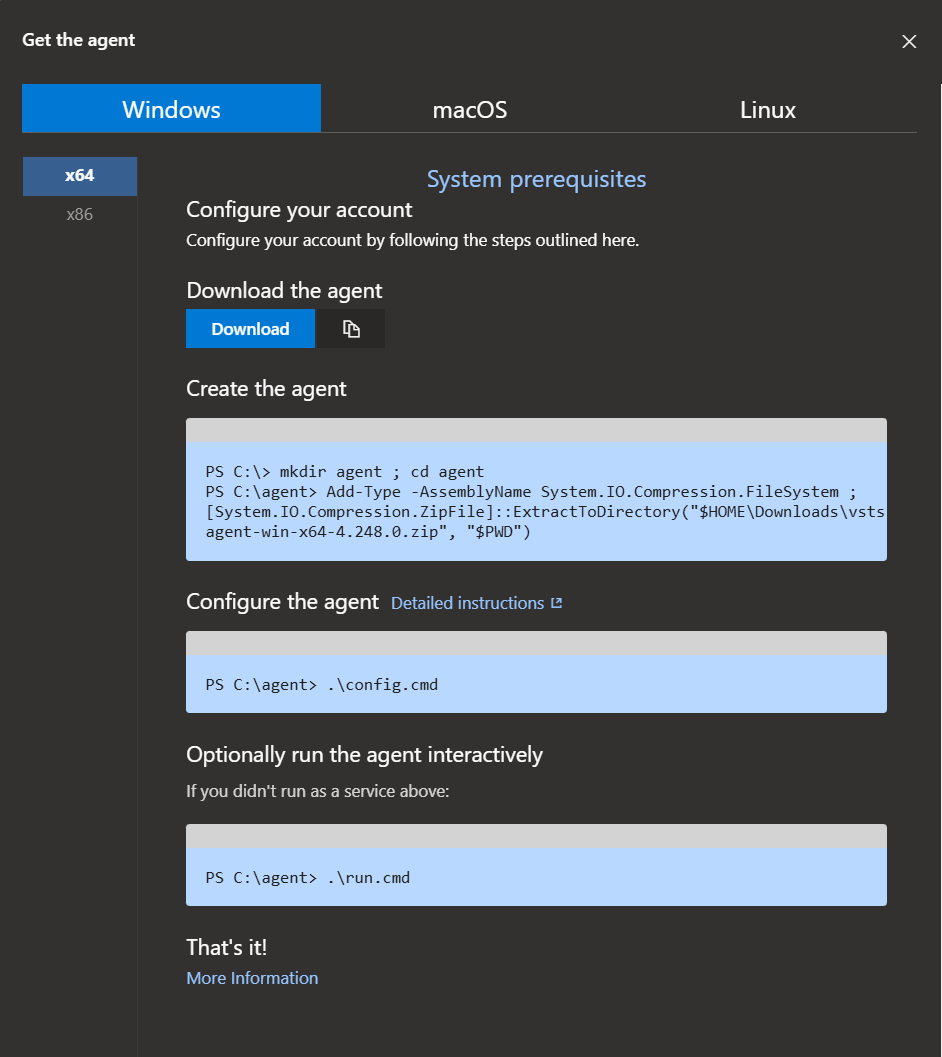 Get the agent
Windows
macOS
Linux
x64
x86
System prerequisites
Configure your account
Configure your account by following the steps outlined here.
Download the agent
Download
Create the agent
PS C:\> mkdir agent ; cd agent
PS C:\agent> Add-Type -AssemblyName System.IO.Compression.FileSystem ;
[System.IO.Compression.ZipFile]::ExtractToDirectory("$HOME\Downloads\vsts
agent-win-x64-4.248.0.zip", "$PWD")
Configure the agent Detailed instructions
PS C:\agent> .\config.cmd
Optionally run the agent interactively
If you didn't run as a service above:
PS C:\agent> .\run.cmd
That's it!
More Information